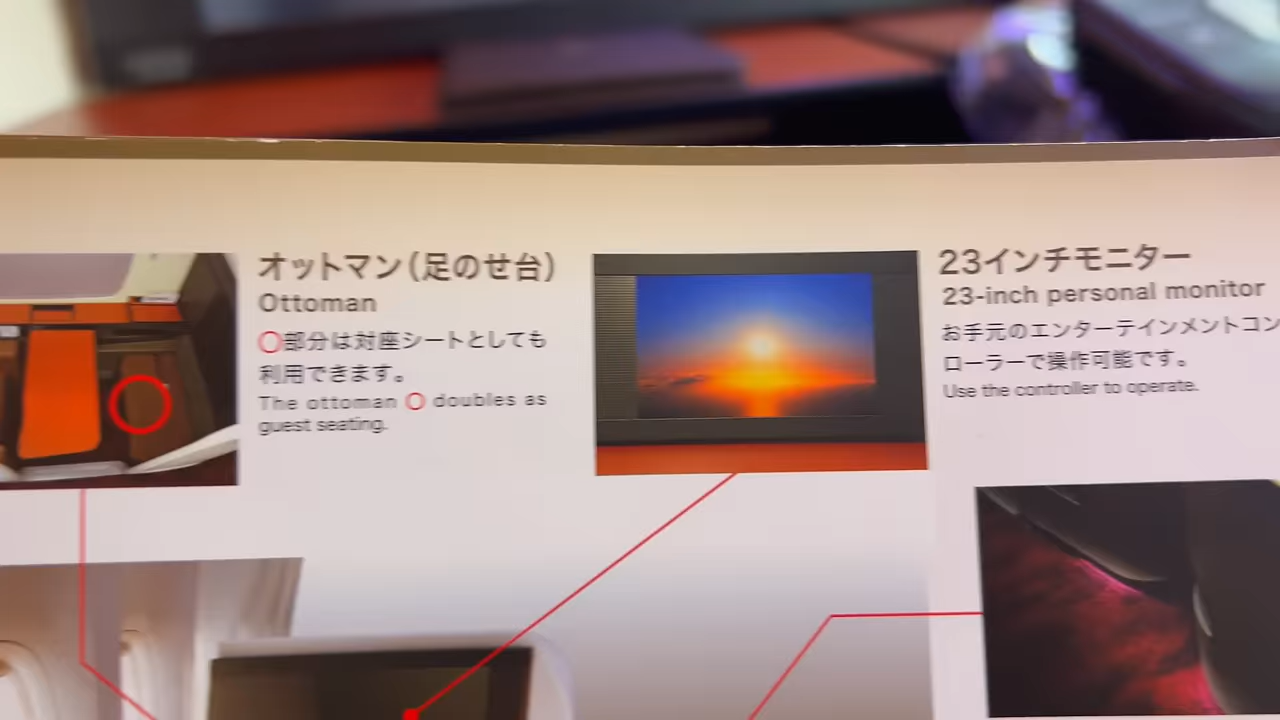 オットマン（足のせ台）
Ottoman
〇部分は対座シートとしても
利用できます。
The ottoman 〇 doubles as
guest seating.
23インチモニター
23-inch personal monitor
お手元のエンターテインメントコン
ローラーで操作可能です。
Use the controller to operate.